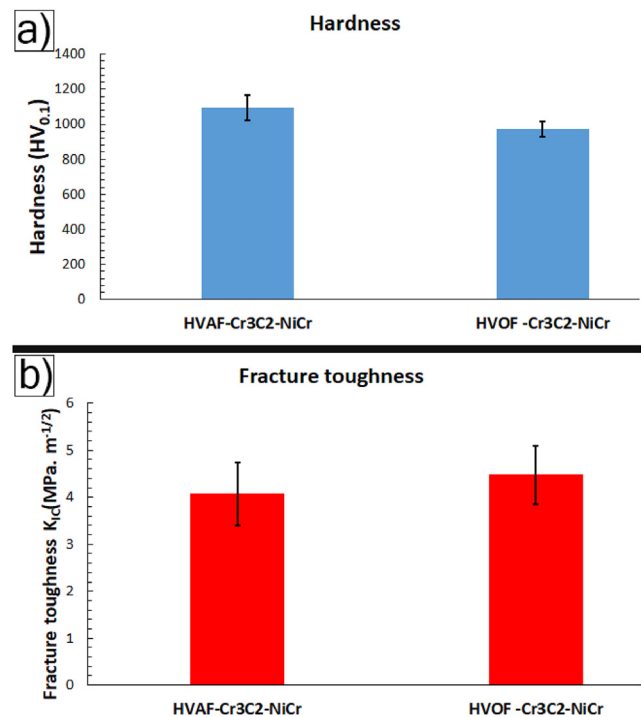 a)
Hardness
Hardness (HV0.1)
1400
1200
1000
800
600
400
200
0
HVAF-Cr3C2-NiCr
HVOF -Cr3C2-NiCr
b)
Fracture toughness
Fracture toughness KIC(MPa. m-1/2)
6
5
4
3
2
1
0
HVAF-Cr3C2-NiCr
HVOF -Cr3C2-NiCr